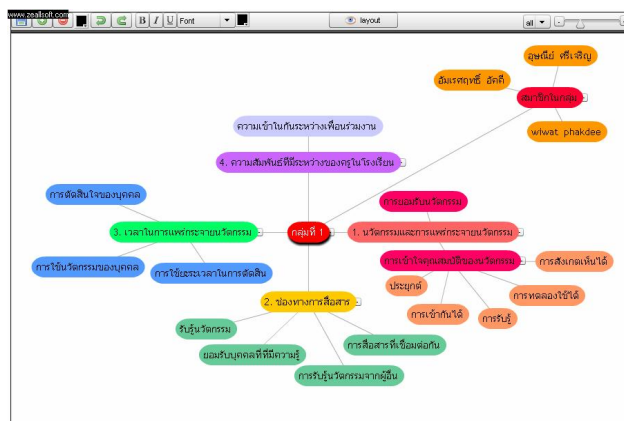 www.zeallsoft.com
B I U Font layout all
อุษณีย์ ศรีเจริญ
อัมเรศฤทธิ์ อัคดี
สมาชิกในกลุ่ม
wiwat phakdee
ความเข้าในกันระหว่างเพื่อนร่วมงาน
4. ความสัมพันธ์ที่มีระหว่างของครูในโรงเรียน
กลุ่มที่ 1
1. นวัตกรรมและการแพร่กระจายนวัตกรรม
การยอมรับนวัตกรรม
การเข้าใจคุณสมบัติของนวัตกรรม
การสังเกตเห็นได้
การทดลองใช้ได้
การรับรู้
การเข้ากันได้
ประยุกต์
3. เวลาในการแพร่กระจายนวัตกรรม
การตัดสินใจของบุคคล
การใช้นวัตกรรมของบุคคล
การใช้ยะระเวลาในการตัดสิน
2. ช่องทางการสื่อสาร
รับรู้นวัตกรรม
ยอมรับบุคคลที่ที่มีความรู้
การรับรู้นวัตกรรมจากผู้อื่น
การสื่อสารที่เชื่อมต่อกัน